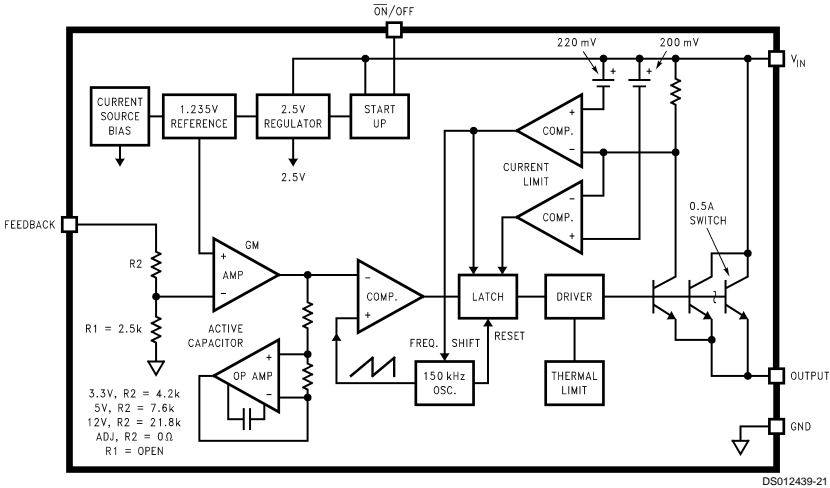 ON/OFF
220 mV
200 mV
V_IN
CURRENT
SOURCE
BIAS
1.235V
REFERENCE
2.5V
REGULATOR
START
UP
2.5V
+
+
+
COMP.
−
CURRENT
LIMIT
−
COMP.
+
0.5A
SWITCH
FEEDBACK
R2
R1 = 2.5k
GM
+
AMP
−
−
COMP.
+
LATCH
DRIVER
ACTIVE
CAPACITOR
+
OP AMP
−
FREQ. SHIFT
RESET
150 kHz
OSC.
THERMAL
LIMIT
OUTPUT
GND
3.3V, R2 = 4.2k
5V, R2 = 7.6k
12V, R2 = 21.8k
ADJ, R2 = 0Ω
R1 = OPEN
DS012439-21